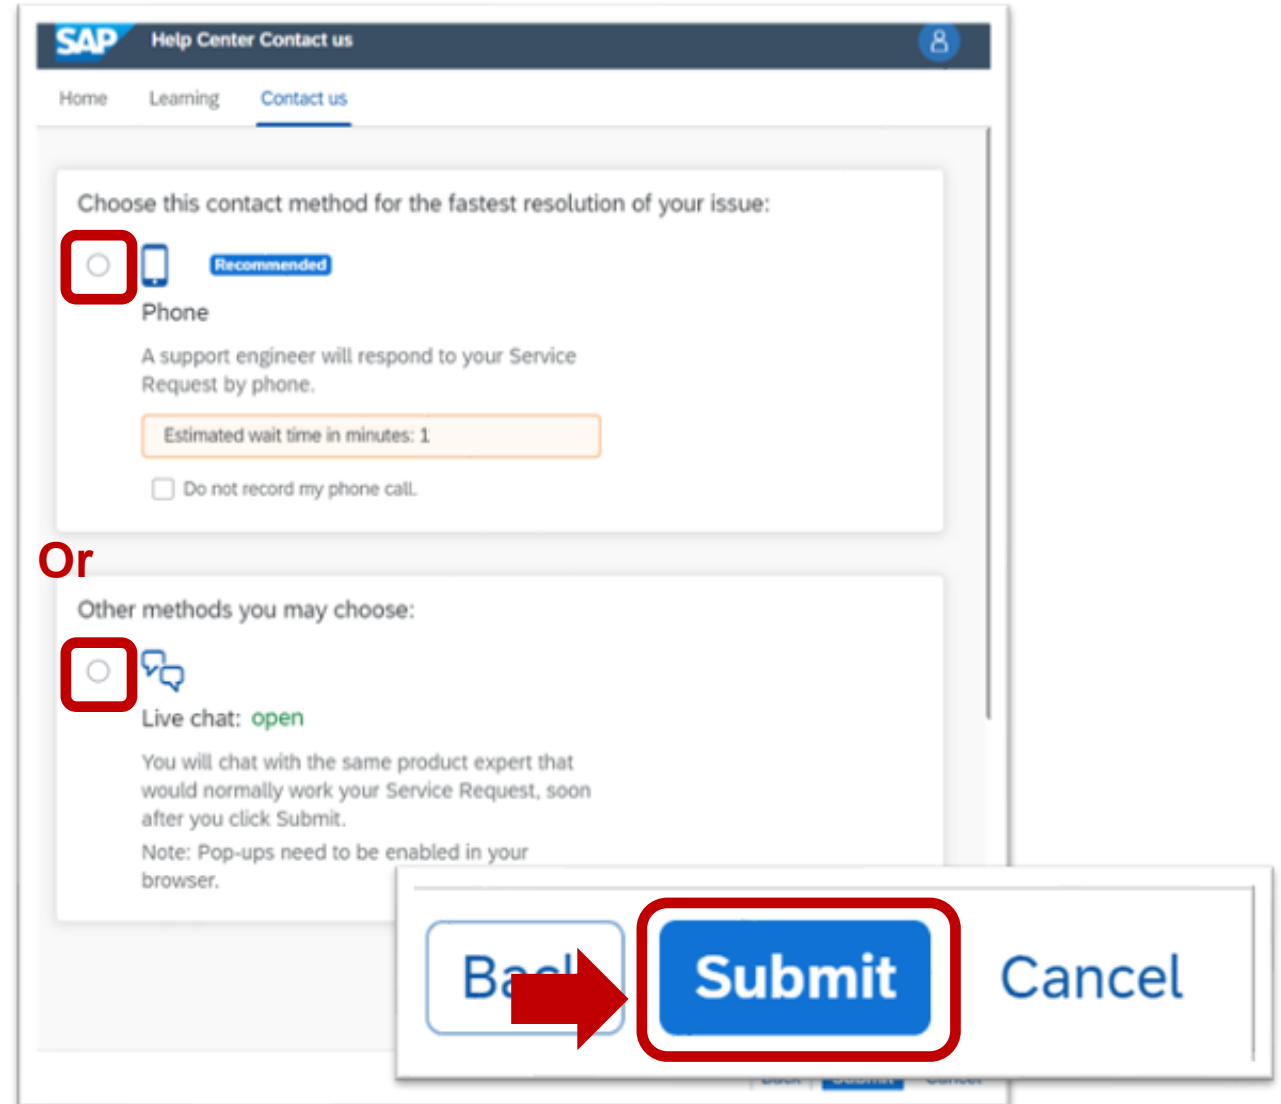 SAP Help Center Contact us
Home Learning Contact us
Choose this contact method for the fastest resolution of your issue:
Recommended
Phone
A support engineer will respond to your Service
Request by phone.
Estimated wait time in minutes: 1
Do not record my phone call.
Or
Other methods you may choose:
Live chat: open
You will chat with the same product expert that
would normally work your Service Request, soon
after you click Submit.
Note: Pop-ups need to be enabled in your
browser.
Back Submit Cancel
Back Submit Cancel